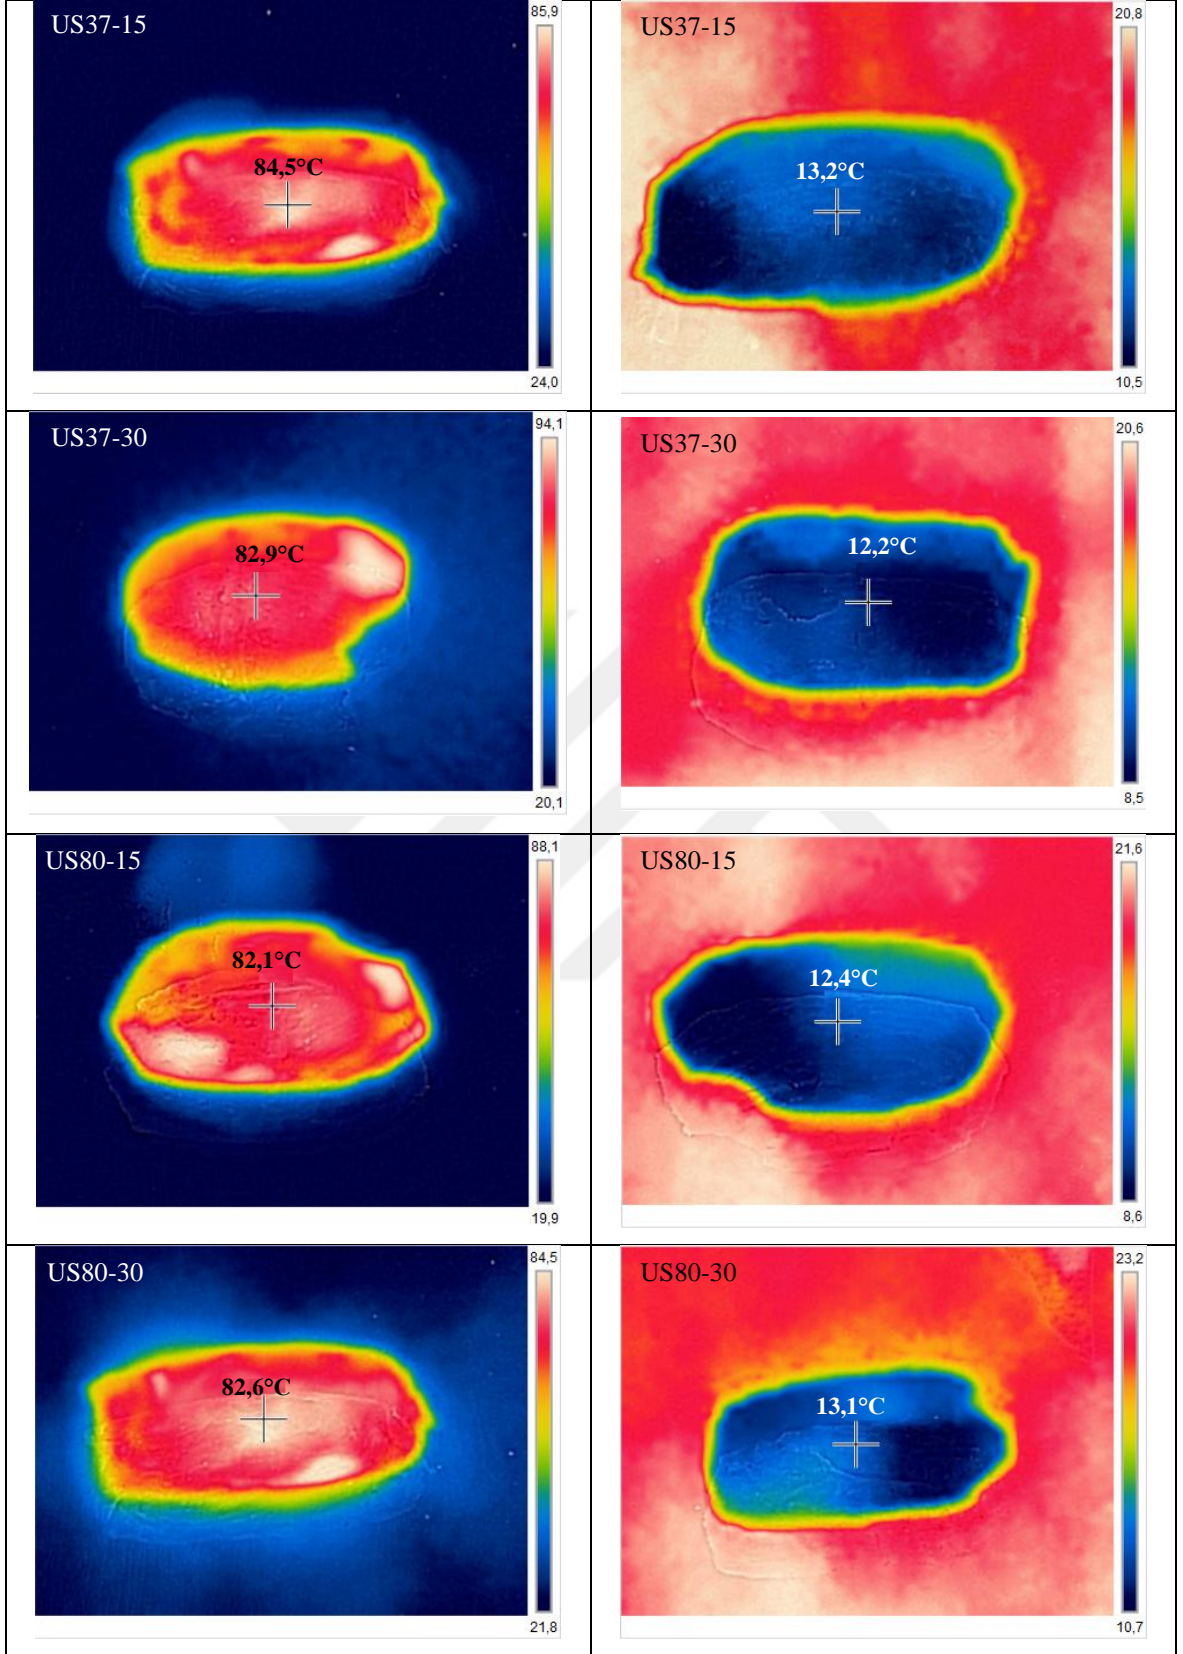 US37-15
85,9
84,5°C
24,0
US37-15
20,8
13,2°C
10,5
US37-30
94,1
82,9°C
20,1
US37-30
20,6
12,2°C
8,5
US80-15
88,1
82,1°C
19,9
US80-15
21,6
12,4°C
8,6
US80-30
84,5
82,6°C
21,8
US80-30
23,2
13,1°C
10,7